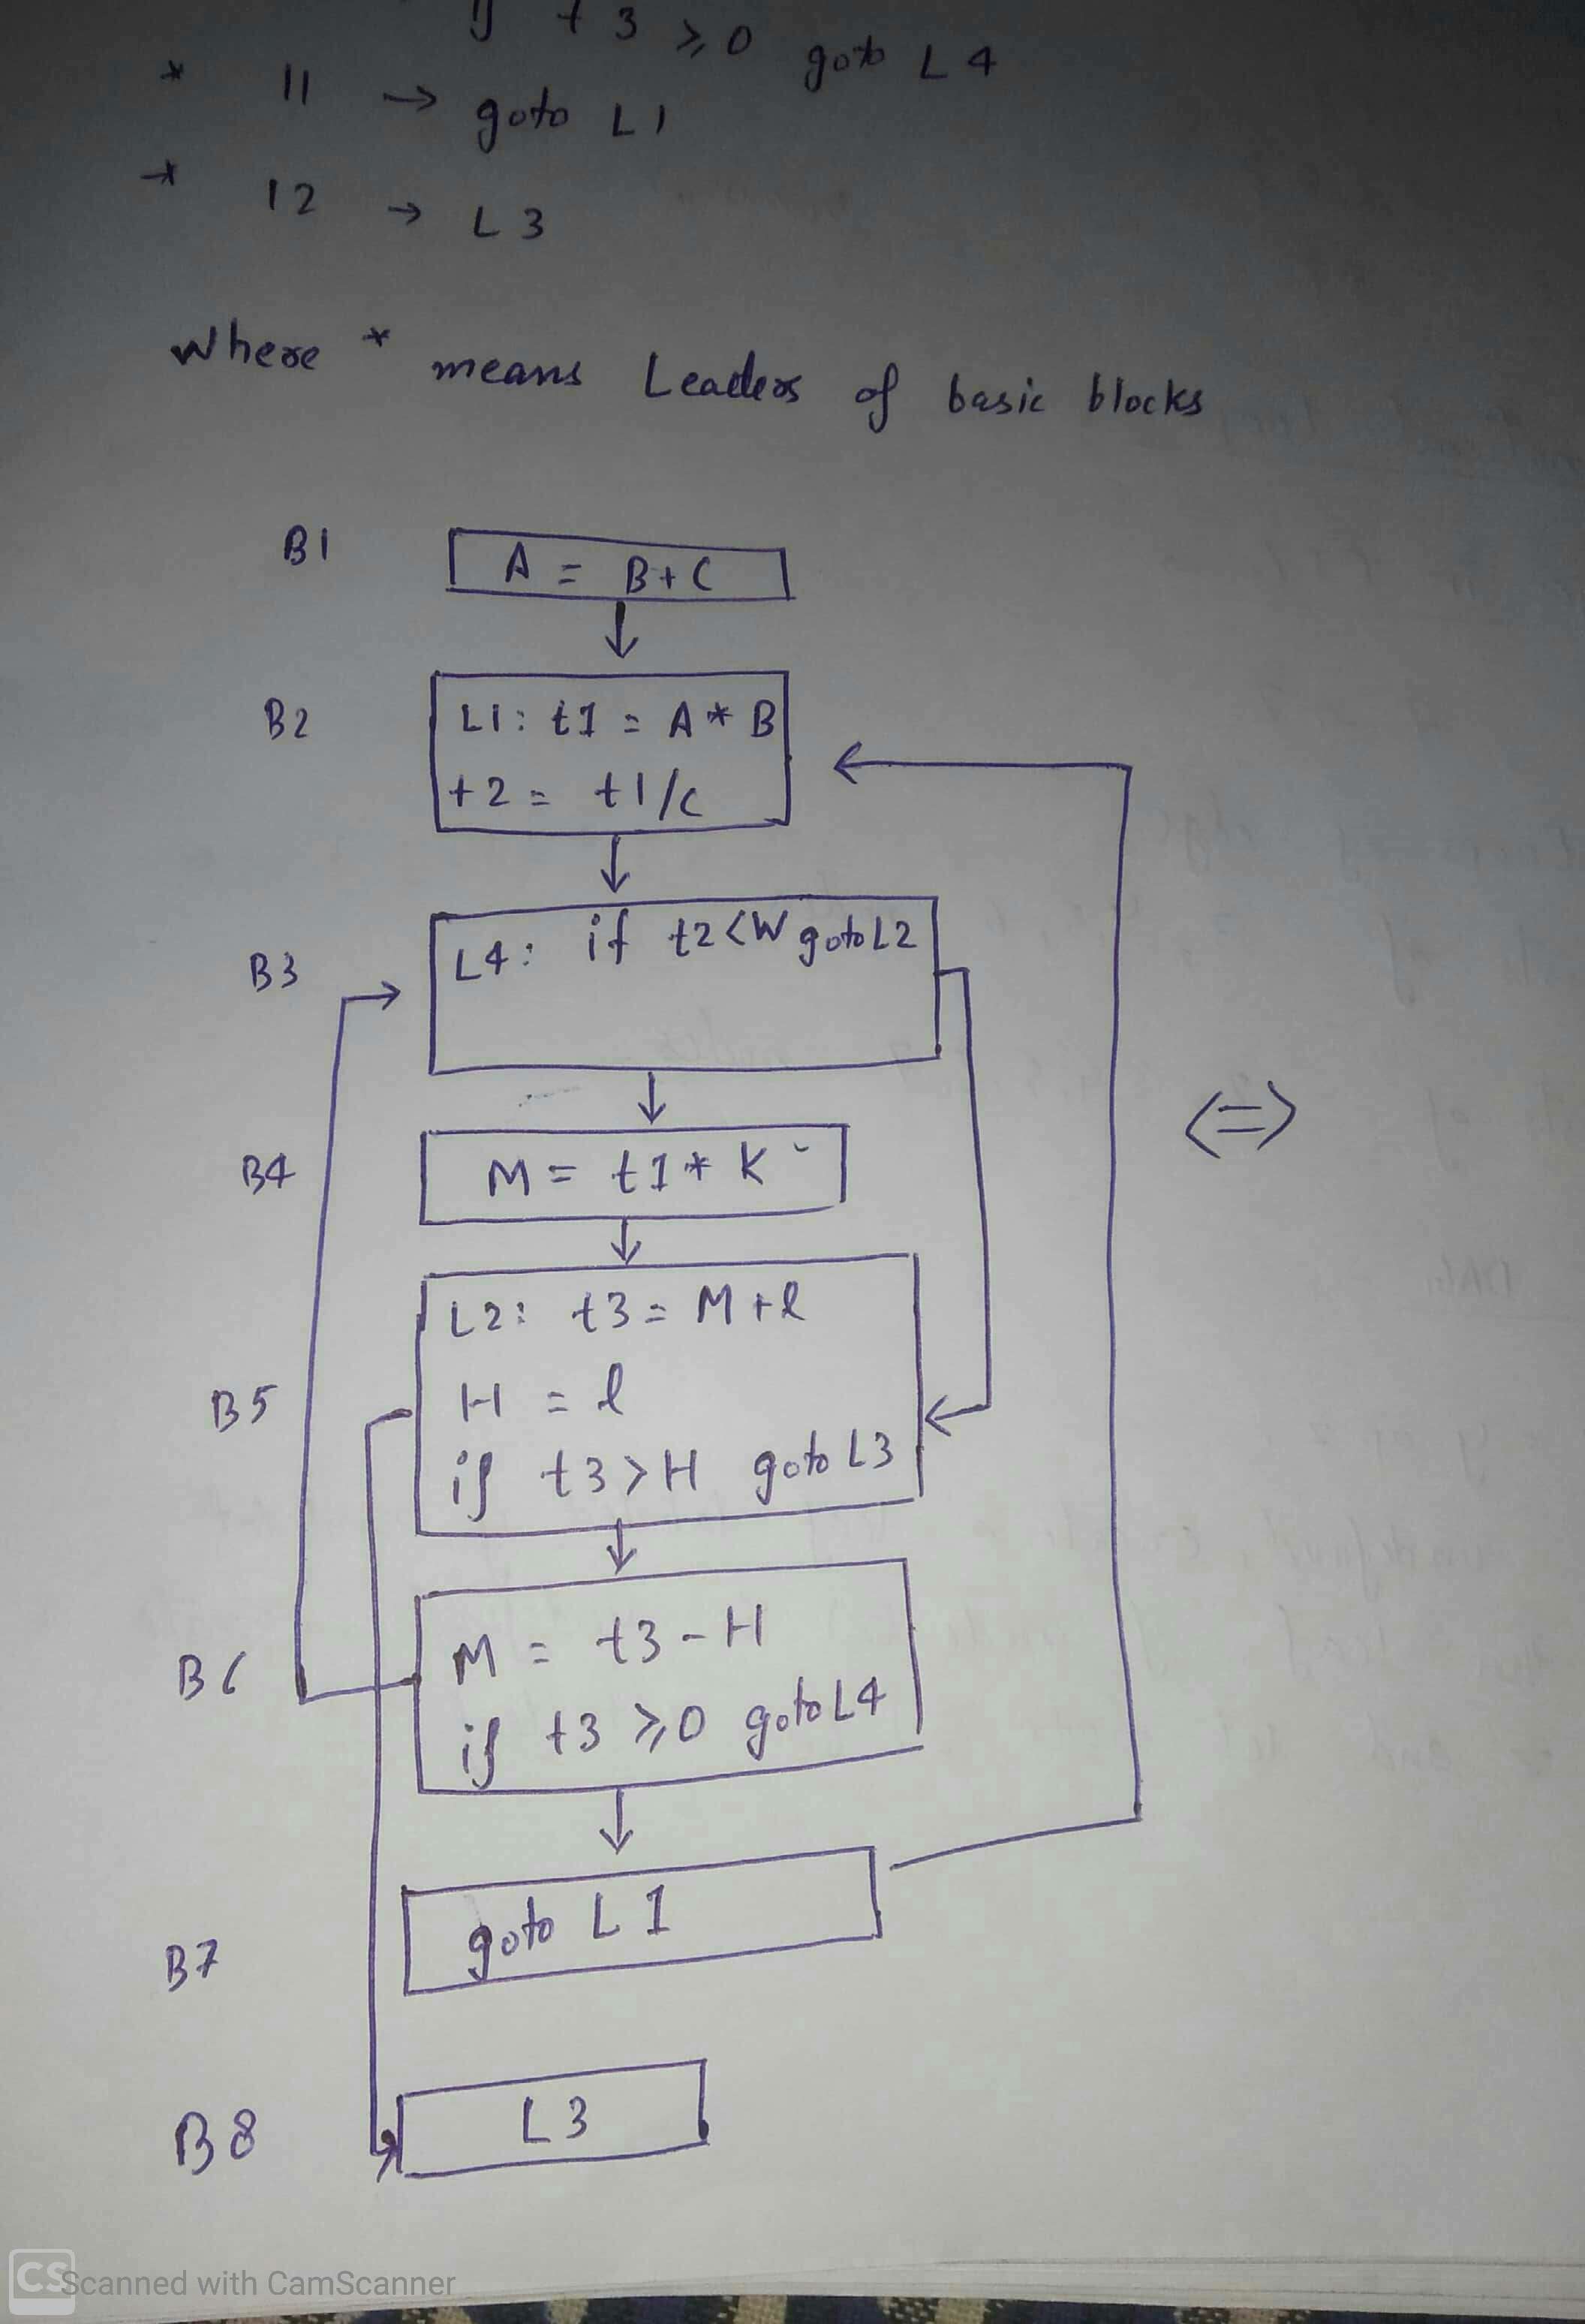 if t3 ≥0 goto L4
* 11 → goto L1
* 12 → L3
Where * means Leaders of basic blocks
B1 A = B+C
B2 L1: t1 = A * B
t2 = t1/c
B3 L4: if t2<W goto L2
<=>
B4 M = t1 * K
L2: t3 = M+l
B5 H = l
if t3>H goto L3
B6 M = t3-H
if t3 ≥0 goto L4
B7 goto L1
B8 L3
CS Scanned with CamScanner